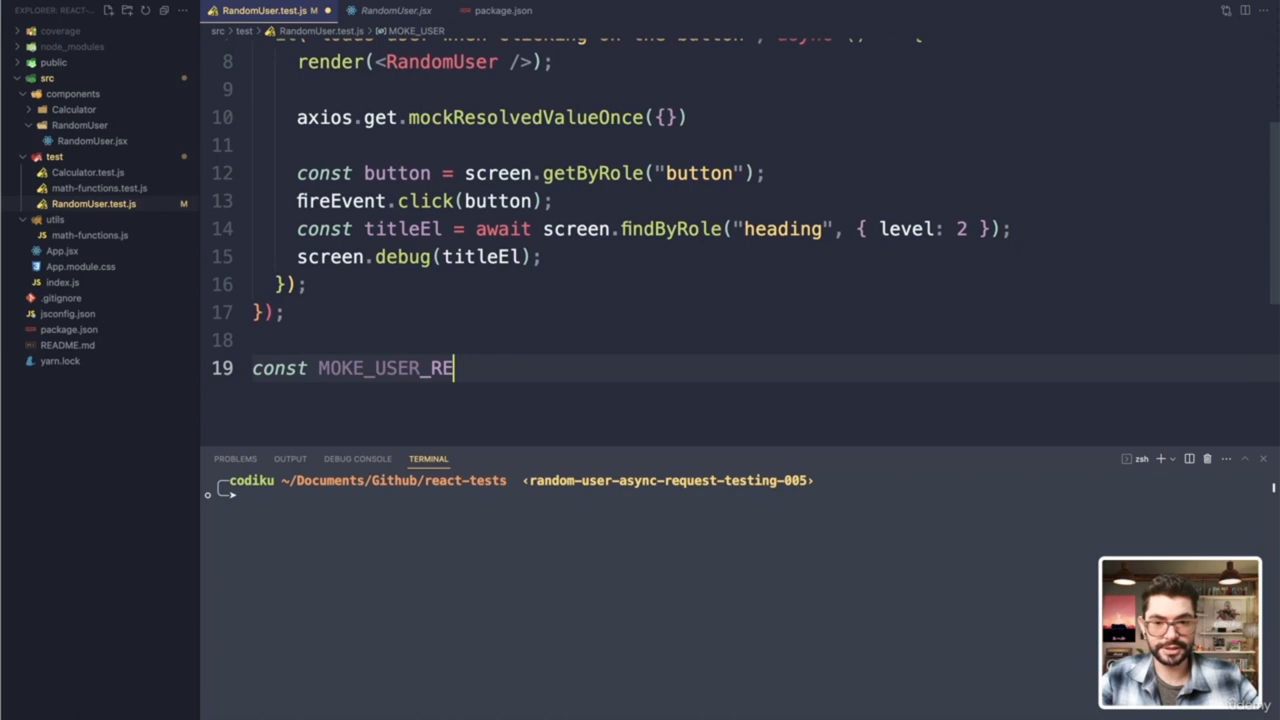 EXPLORER: REACT-...
RandomUser.test.js M
RandomUser.jsx
package.json
src > test > RandomUser.test.js > MOKE_USER
coverage
node_modules
public
src
components
Calculator
RandomUser
RandomUser.jsx
test
Calculator.test.js
math-functions.test.js
RandomUser.test.js M
utils
math-functions.js
App.jsx
App.module.css
index.js
.gitignore
jsconfig.json
package.json
README.md
yarn.lock
8 render(<RandomUser />);
9
10 axios.get.mockResolvedValueOnce({})
11
12 const button = screen.getByRole("button");
13 fireEvent.click(button);
14 const titleEl = await screen.findByRole("heading", { level: 2 });
15 screen.debug(titleEl);
16 });
17 });
18
19 const MOKE_USER_RE
PROBLEMS OUTPUT DEBUG CONSOLE TERMINAL
zsh
codiku ~/Documents/Github/react-tests ‹random-user-async-request-testing-005›
ûdemy